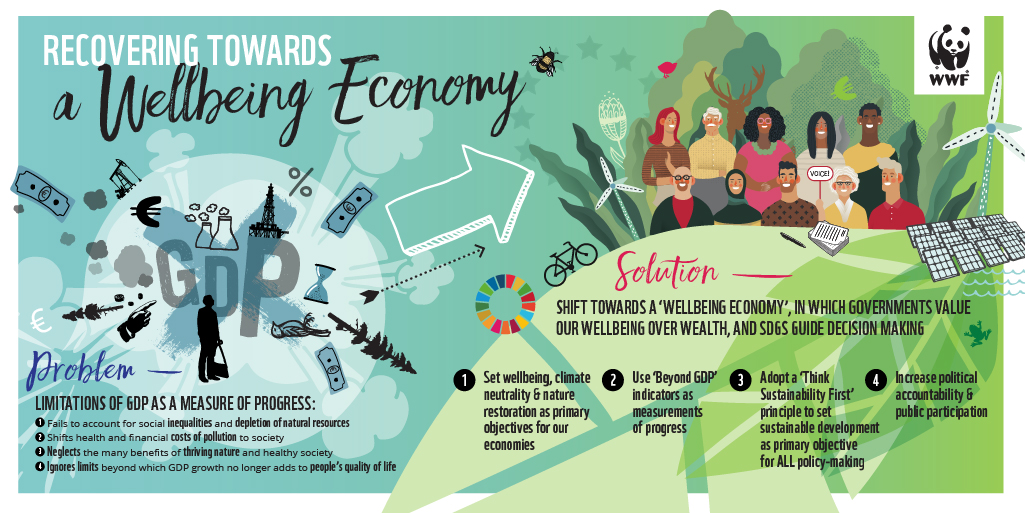 RECOVERING TOWARDS
a Wellbeing Economy
WWF
VOICE!
€
%
€
€
€
€
GDP
€
Problem
LIMITATIONS OF GDP AS A MEASURE OF PROGRESS:
1 Fails to account for social inequalities and depletion of natural resources
2 Shifts health and financial costs of pollution to society
3 Neglects the many benefits of thriving nature and healthy society
4 Ignores limits beyond which GDP growth no longer adds to people's quality of life
Solution
SHIFT TOWARDS A 'WELLBEING ECONOMY', IN WHICH GOVERNMENTS VALUE
OUR WELLBEING OVER WEALTH, AND SDGS GUIDE DECISION MAKING
1 Set wellbeing, climate
neutrality & nature
restoration as primary
objectives for our
economies
2 Use 'Beyond GDP'
indicators as
measurements
of progress
3 Adopt a 'Think
Sustainability First'
principle to set
sustainable development
as primary objective
for ALL policy-making
4 Increase political
accountability &
public participation